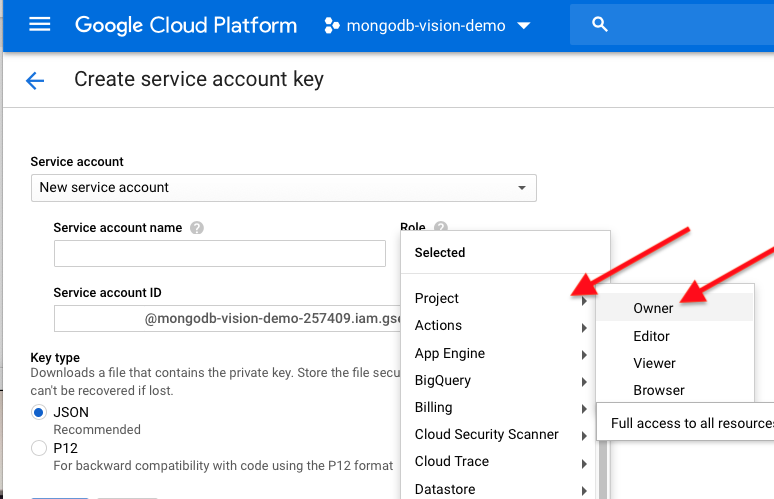 Google Cloud Platform
mongodb-vision-demo
Create service account key
Service account
New service account
Service account name
Role
Service account ID
@mongodb-vision-demo-257409.iam.gse
Key type
Downloads a file that contains the private key. Store the file secu
can't be recovered if lost.
JSON
Recommended
P12
For backward compatibility with code using the P12 format
Selected
Project
Actions
App Engine
BigQuery
Billing
Cloud Security Scanner
Cloud Trace
Datastore
Owner
Editor
Viewer
Browser
Full access to all resources